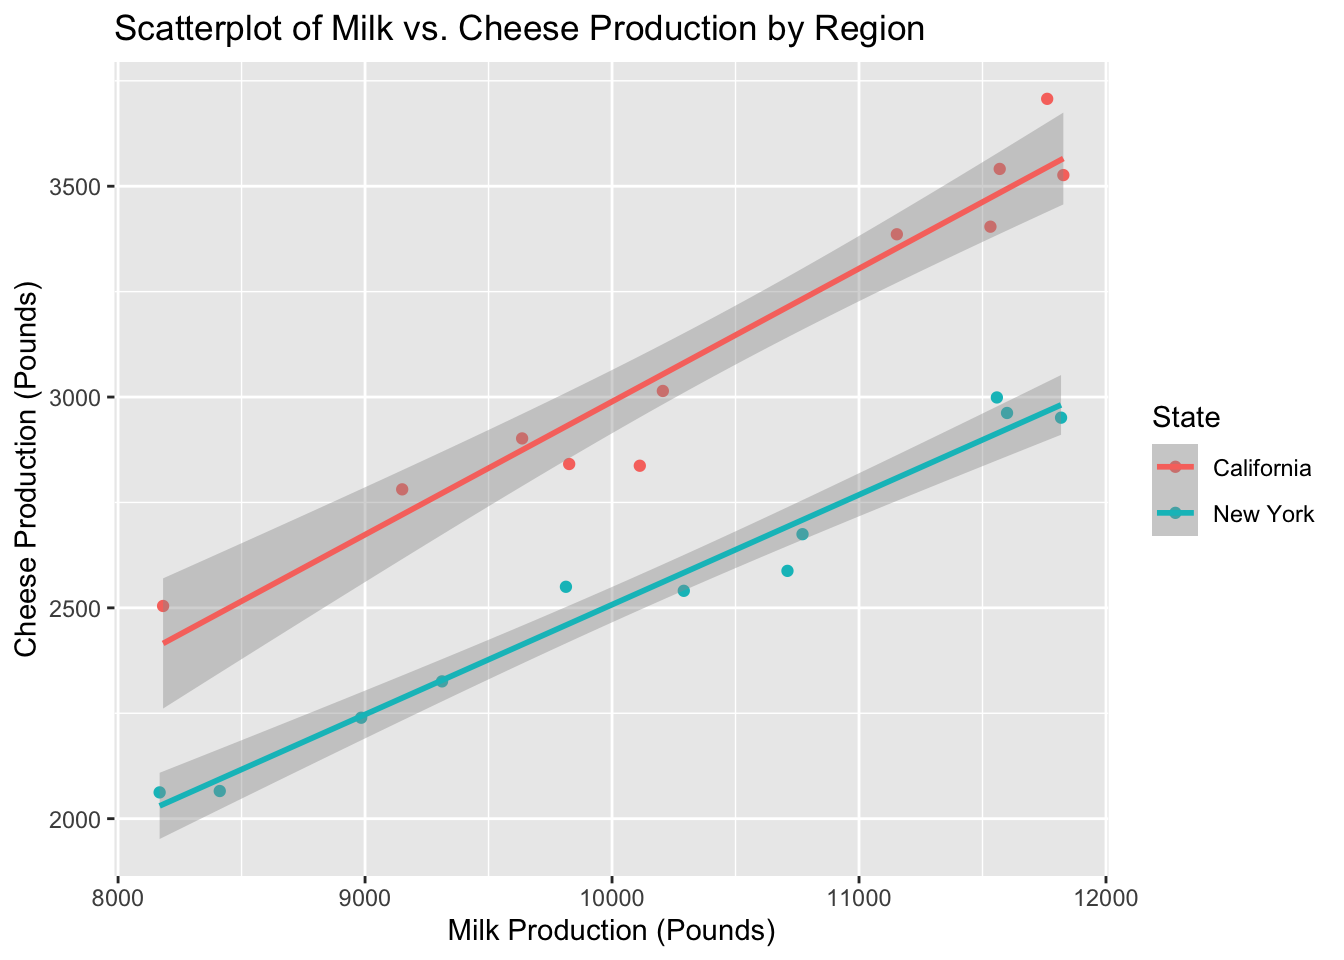 Scatterplot of Milk vs. Cheese Production by Region
Cheese Production (Pounds)
3500
3000
2500
2000
8000 9000 10000 11000 12000
Milk Production (Pounds)
State
California
New York